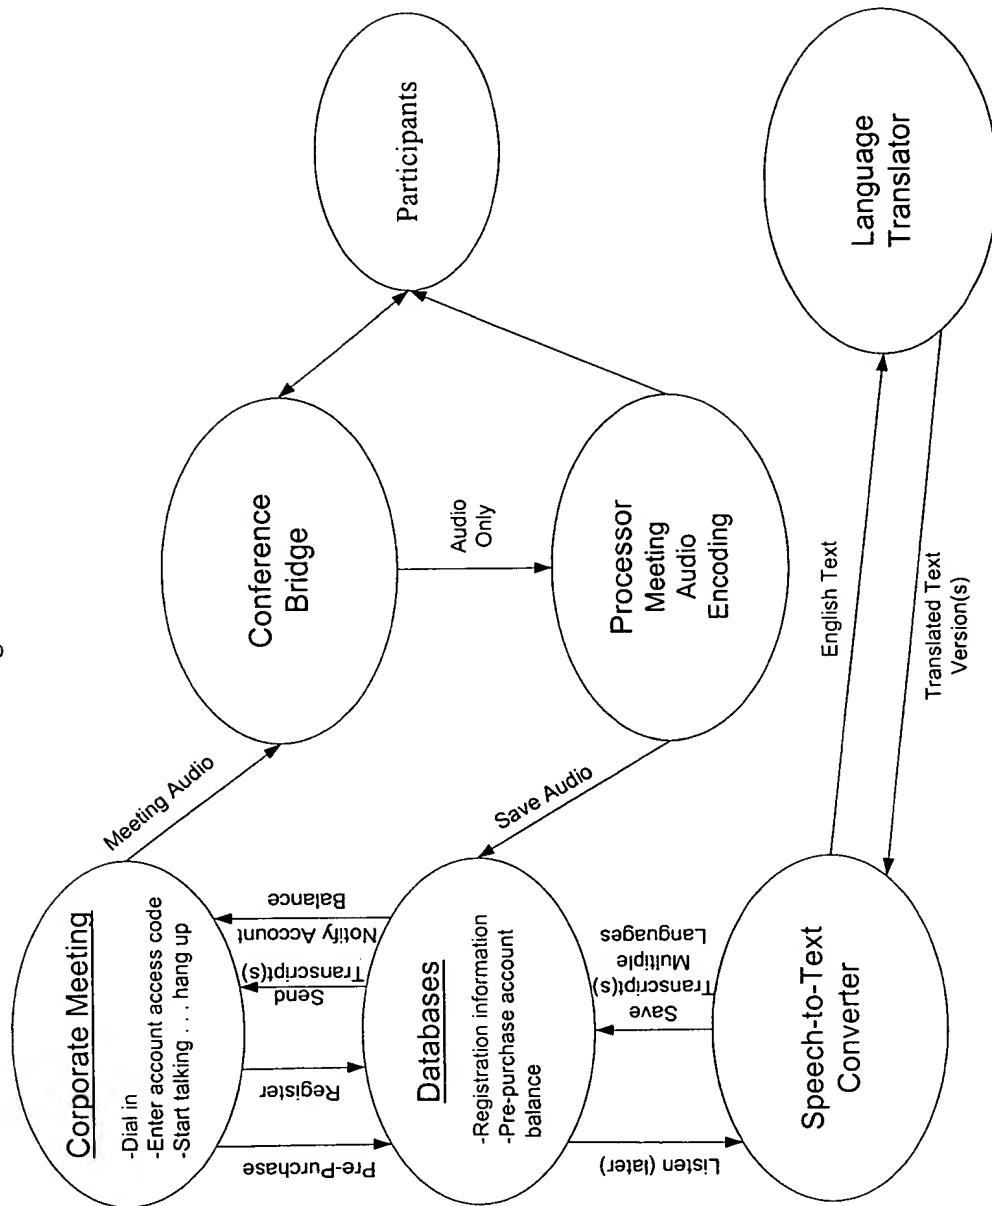 Corporate Meeting
-Dial in
-Enter account access code
-Start talking . . . hang up
Meeting Audio
Conference
Bridge
Participants
Pre-Purchase
Register
Send
Transcript(s)
Notify Account
Balance
Audio
Only
Databases
-Registration information
-Pre-purchase account
balance
Save Audio
Processor
Meeting
Audio
Encoding
Listen (later)
Save
Transcript(s)
Multiple
Languages
Speech-to-Text
Converter
English Text
Translated Text
Version(s)
Language
Translator